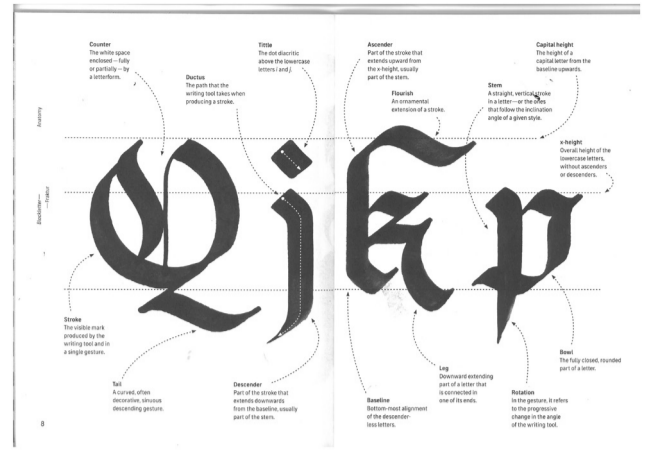 Counter
The white space
enclosed — fully
or partially — by
a letterform.
Ductus
The path that the
writing tool takes when
producing a stroke.
Tittle
The dot diacritic
above the lowercase
letters i and j.
Ascender
Part of the stroke that
extends upward from
the x-height, usually
part of the stem.
Flourish
An ornamental
extension of a stroke.
Stem
A straight, vertical stroke
in a letter—or the ones
that follow the inclination
angle of a given style.
Capital height
The height of a
capital letter from the
baseline upwards.
x-height
Overall height of the
lowercase letters,
without ascenders
or descenders.
Anatomy
Blackletter—
—Fraktur
Q j k p
Stroke
The visible mark
produced by the
writing tool and in
a single gesture.
Tail
A curved, often
decorative, sinuous
descending gesture.
Descender
Part of the stroke that
extends downwards
from the baseline, usually
part of the stem.
Baseline
Bottom-most alignment
of the descender-
less letters.
Leg
Downward extending
part of a letter that
is connected in
one of its ends.
Rotation
In the gesture, it refers
to the progressive
change in the angle
of the writing tool.
Bowl
The fully closed, rounded
part of a letter.
8